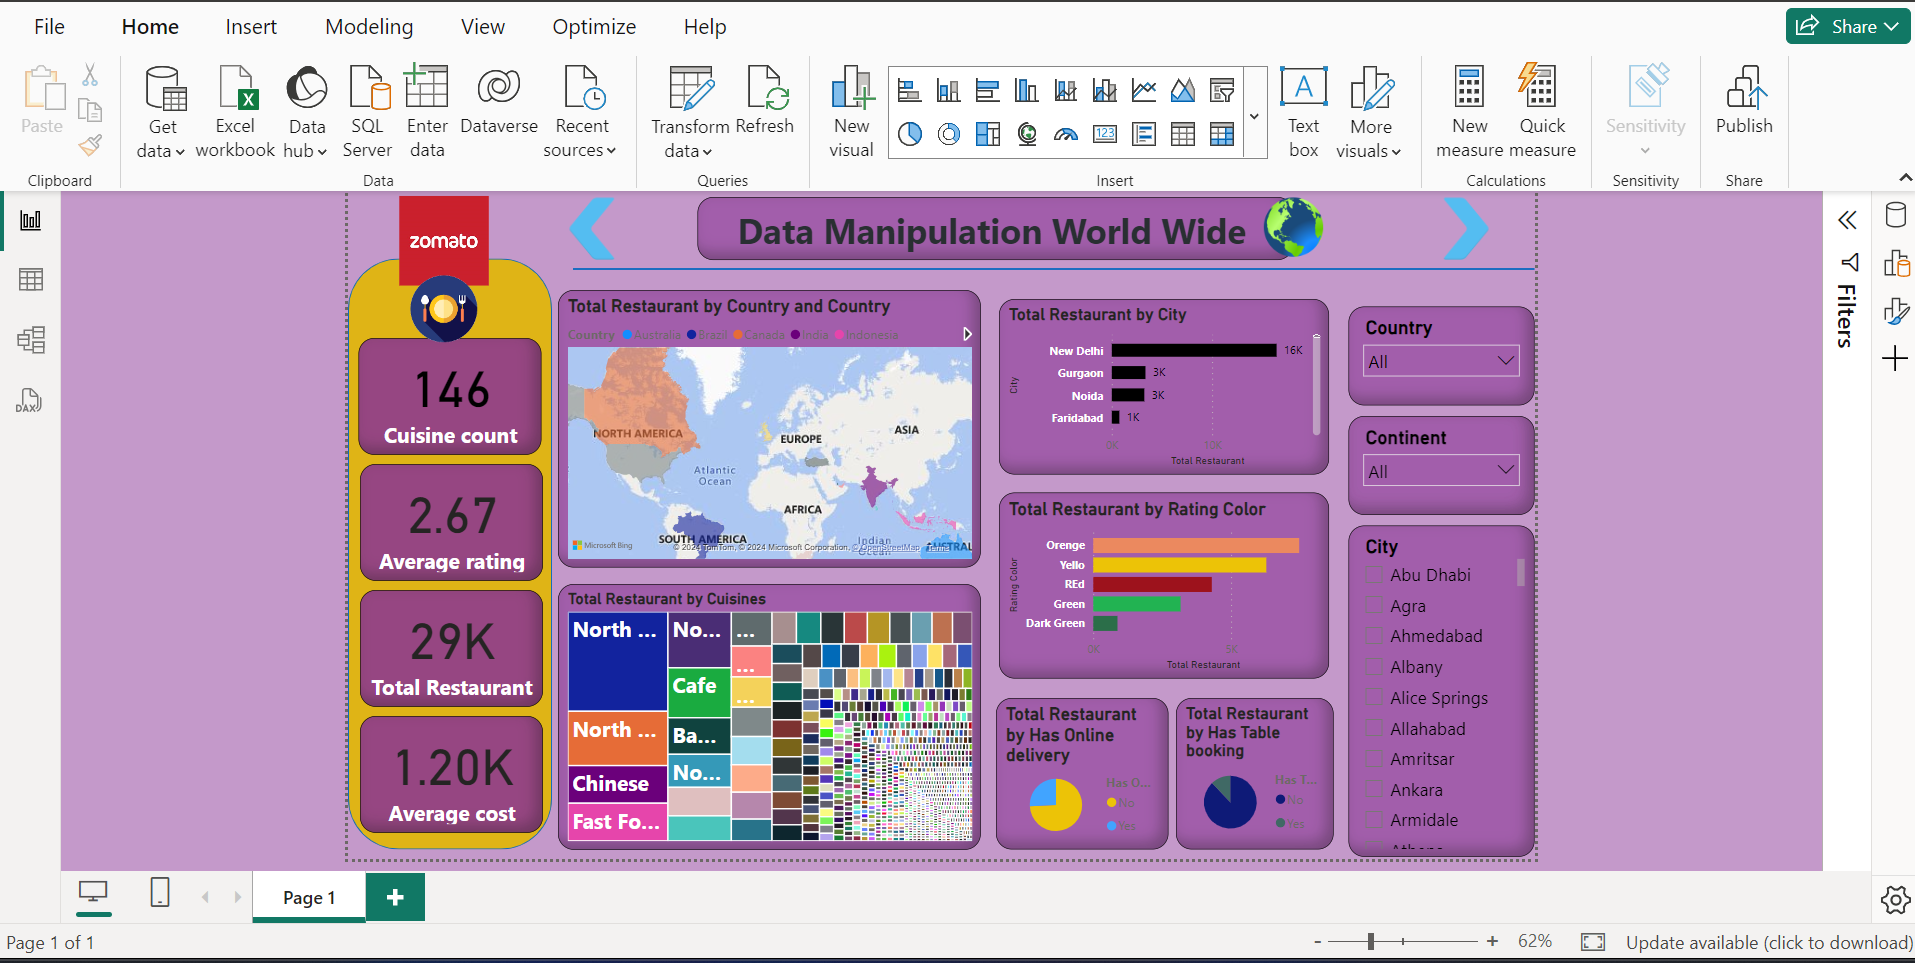 File Home Insert Modeling View Optimize Help
Share
Paste
Get data
Excel workbook
Data hub
SQL Server
Enter data
Dataverse
Recent sources
Transform data
Refresh
New visual
123
A
Text box
More visuals
New measure
Quick measure
Sensitivity
Publish
Clipboard
Data
Queries
Insert
Calculations
Sensitivity
Share
DAX
zomato
Data Manipulation World Wide
146
Cuisine count
2.67
Average rating
29K
Total Restaurant
1.20K
Average cost
Total Restaurant by Country and Country
Country Australia Brazil Canada India Indonesia
NORTH AMERICA
EUROPE
ASIA
Atlantic
Ocean
AFRICA
SOUTH AMERICA
Indian
Ocean
AUSTRAL
Microsoft Bing
© 2024 TomTom, © 2024 Microsoft Corporation, © OpenStreetMap Terms
Total Restaurant by Cuisines
North ...
No...
...
North ...
Cafe
...
Chinese
Ba...
...
Fast Fo...
No...
Total Restaurant by City
City
New Delhi 16K
Gurgaon 3K
Noida 3K
Faridabad 1K
0K 10K
Total Restaurant
Total Restaurant by Rating Color
Rating Color
Orenge
Yello
REd
Green
Dark Green
0K 5K
Total Restaurant
Total Restaurant
by Has Online
delivery
Has O...
No
Yes
Total Restaurant
by Has Table
booking
Has T...
No
Yes
Country
All
Continent
All
City
Abu Dhabi
Agra
Ahmedabad
Albany
Alice Springs
Allahabad
Amritsar
Ankara
Armidale
Filters
Page 1
+
Page 1 of 1
- + 62%
Update available (click to download)